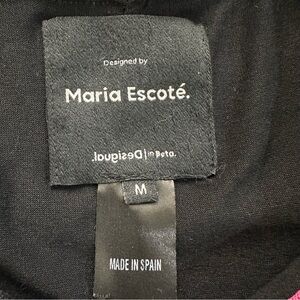 Designed by
Maria Escoté.
.Desigual.|in Beta.
M
MADE IN SPAIN